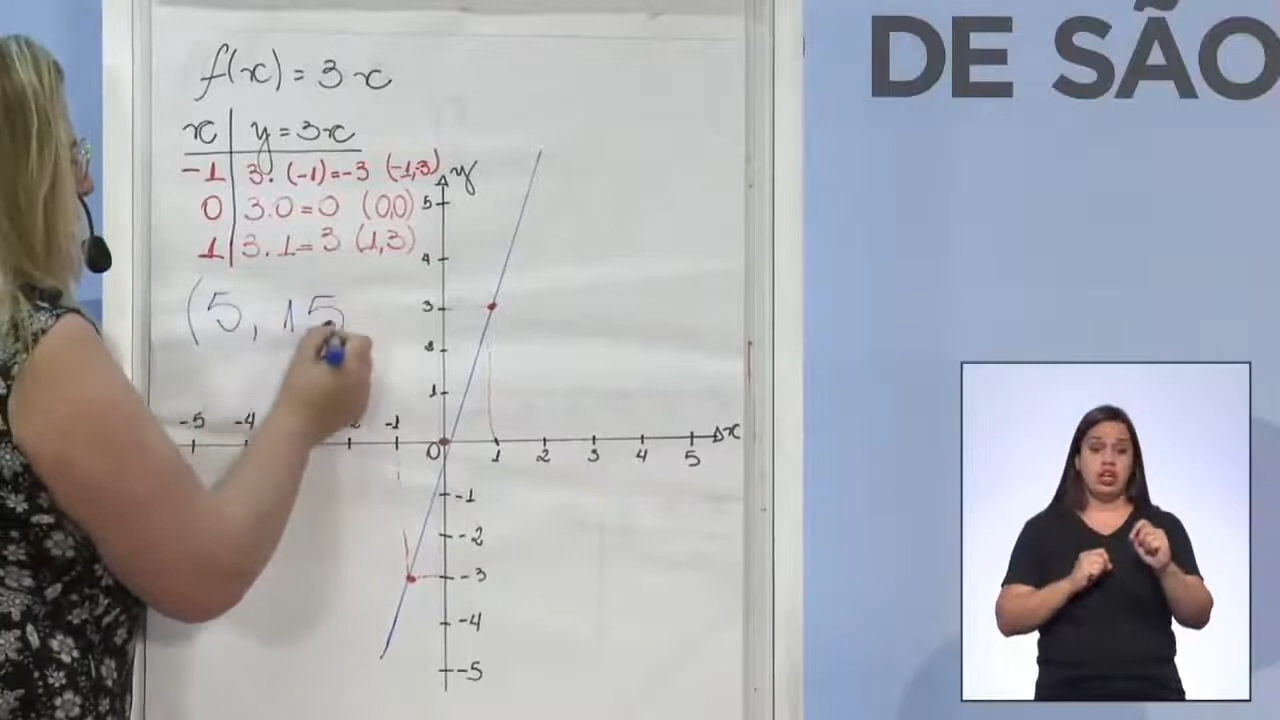 DE SÃO
f(x) = 3x
x | y = 3x
-1 | 3. (-1) = -3 (-1,3)
0 | 3.0 = 0 (0,0)
1 | 3. 1 = 3 (1,3)
(5, 15
y
5
4
3
2
1
-5 -4 -1
x
0 1 2 3 4 5
-1
-2
-3
-4
-5